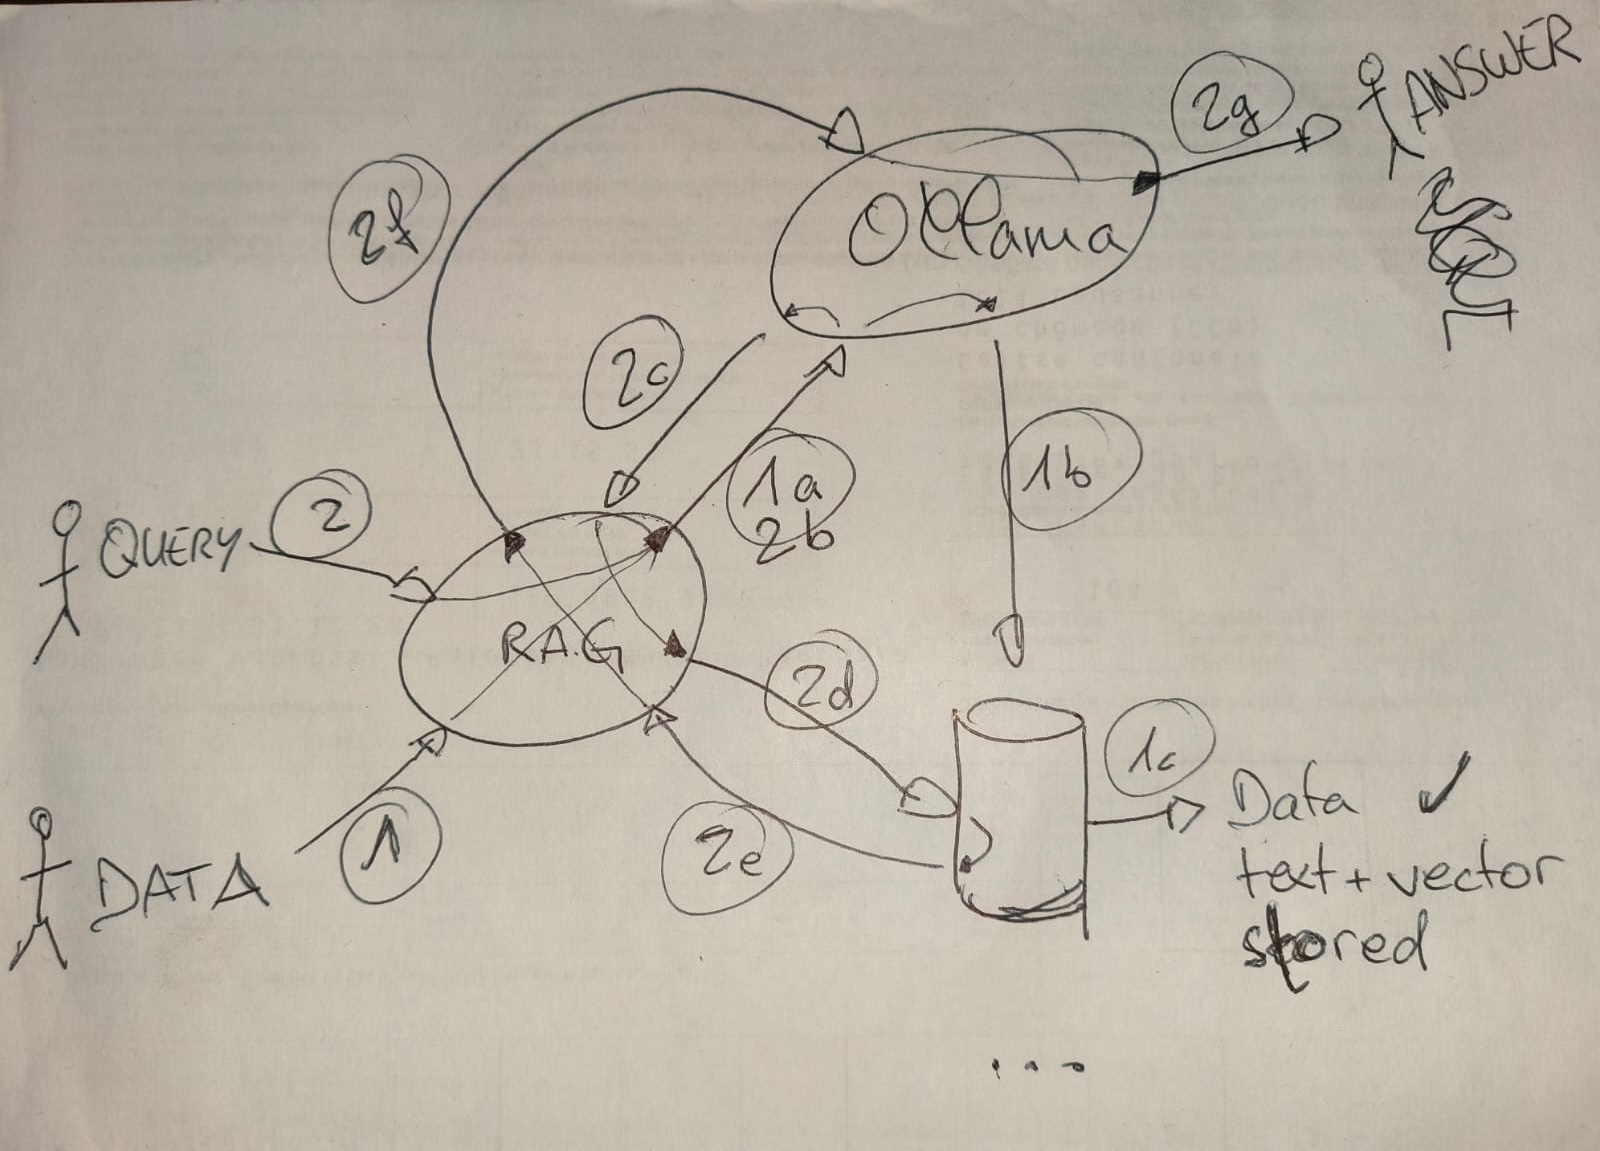 2g
ANSWER
2f
Ollama
2c
1a
2b
1b
2
QUERY
R.A.G
2d
1c
Data ✓
text + vector
stored
1
DATA
2e
...